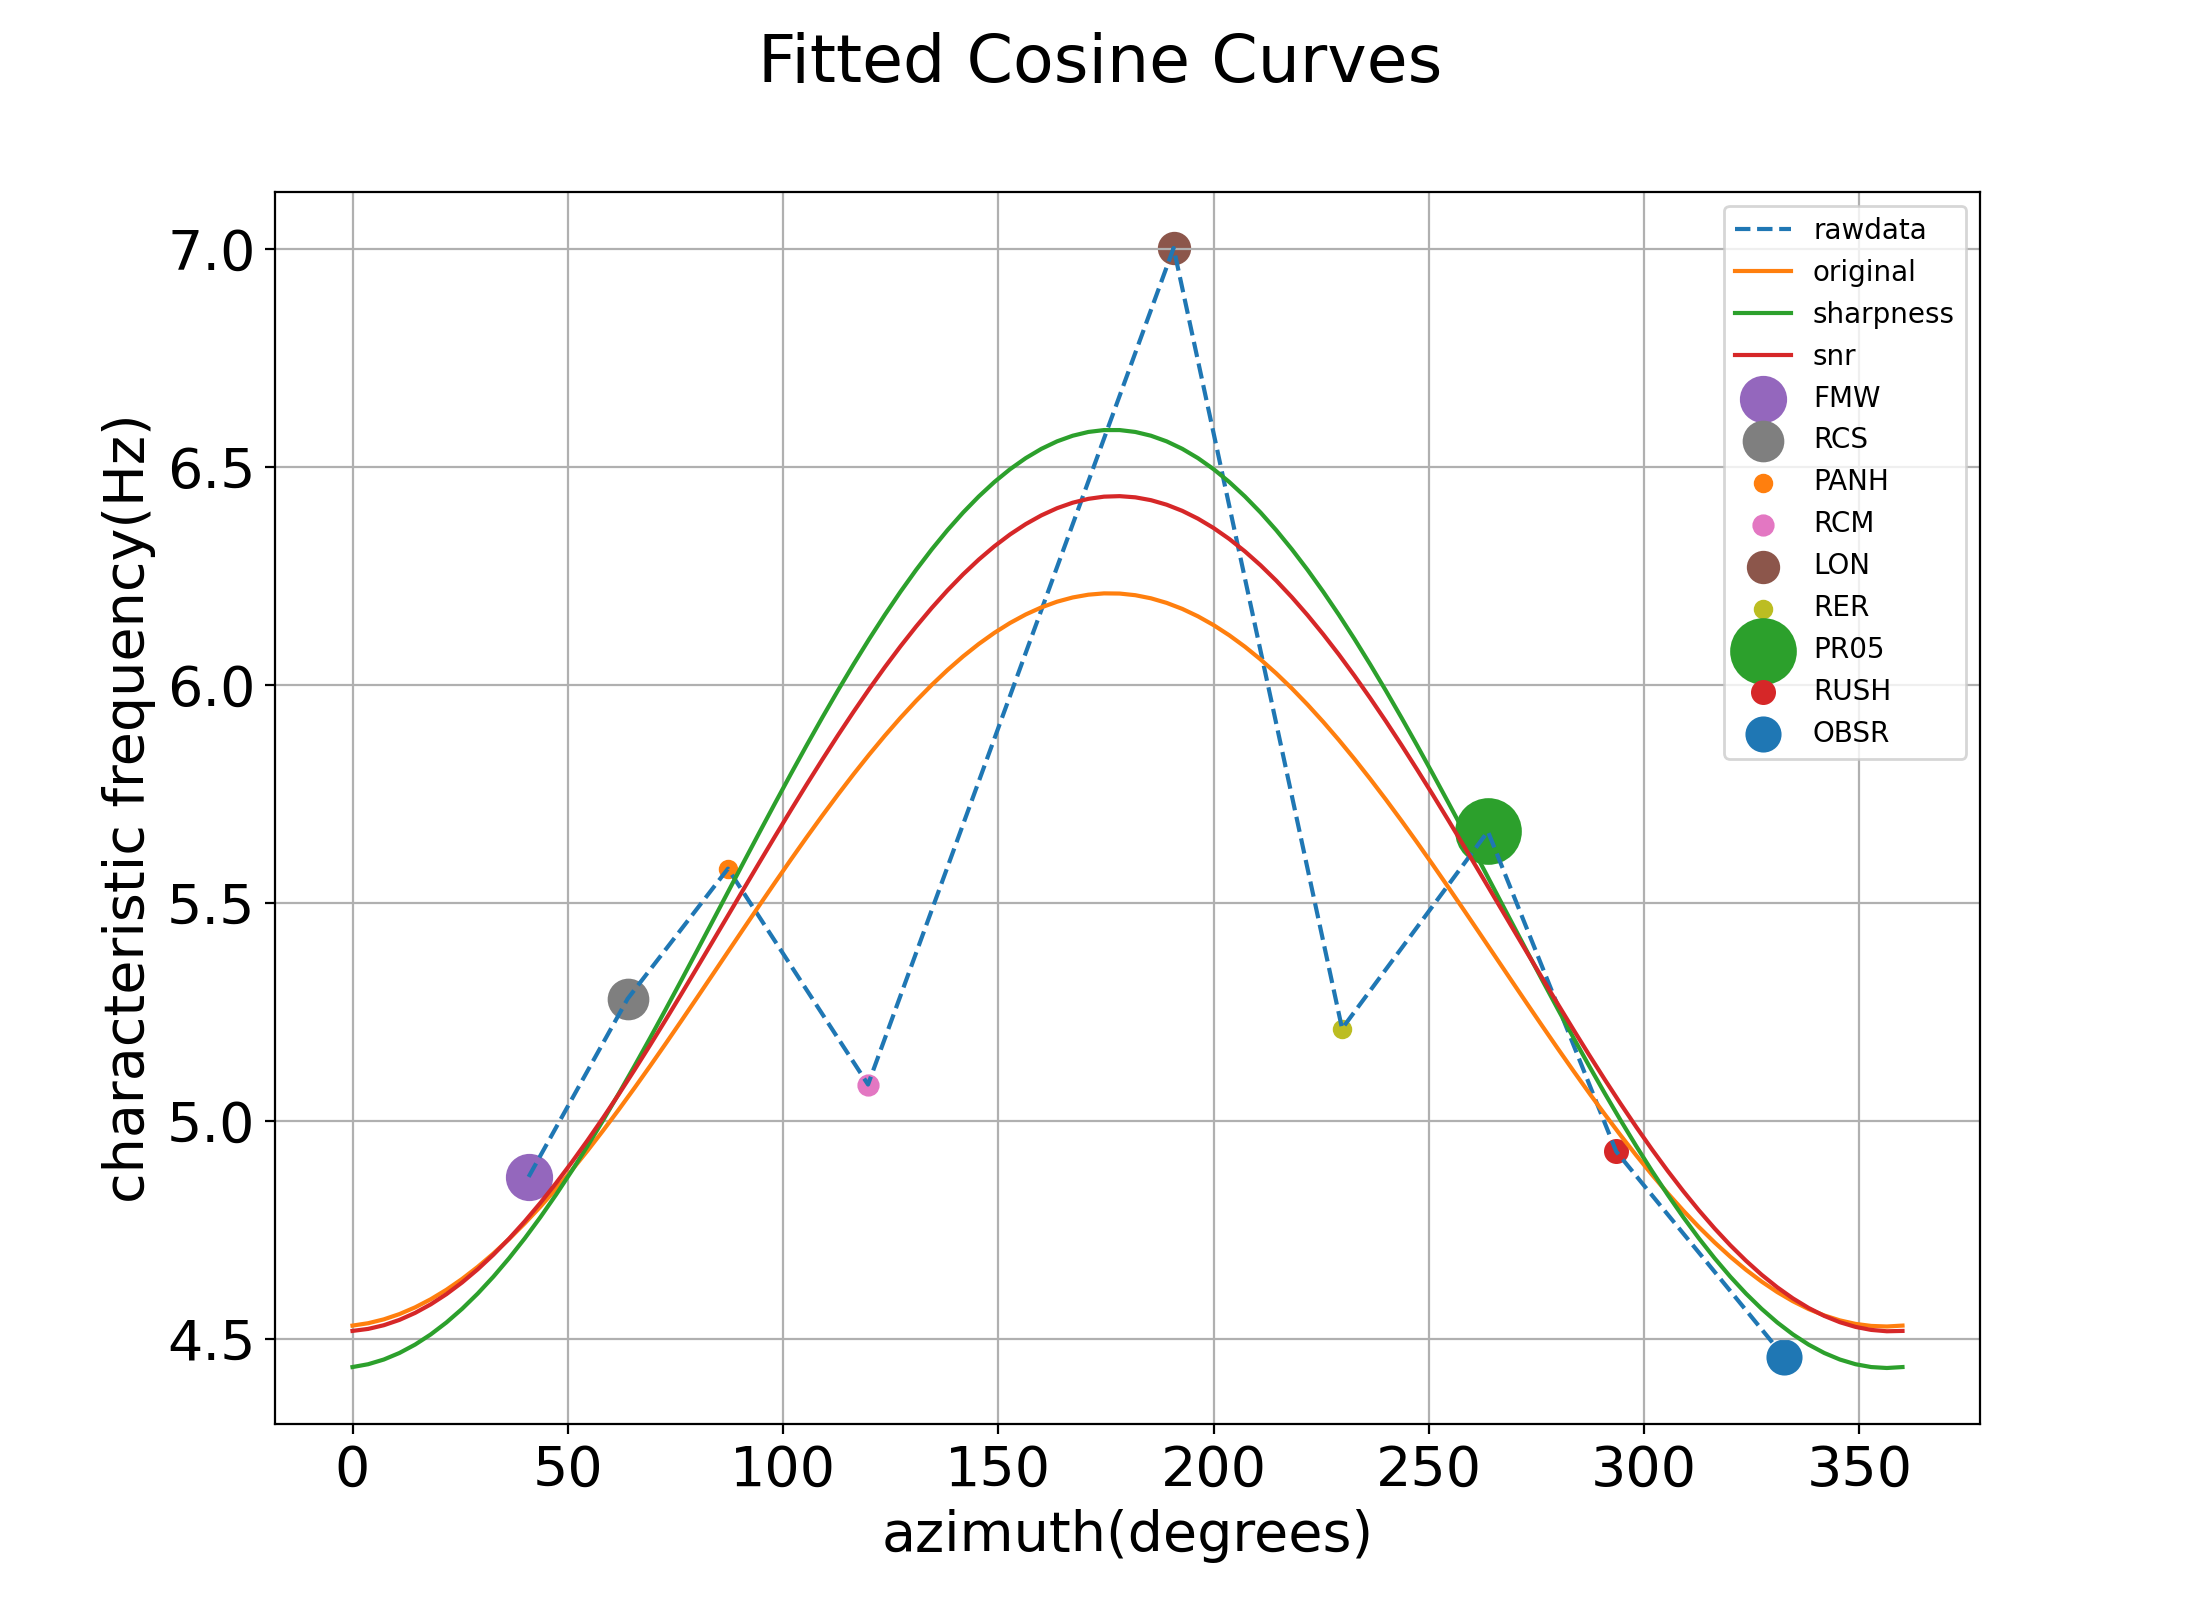 Fitted Cosine Curves
7.0
6.5
6.0
5.5
5.0
4.5
characteristic frequency(Hz)
rawdata
original
sharpness
snr
FMW
RCS
PANH
RCM
LON
RER
PR05
RUSH
OBSR
0 50 100 150 200 250 300 350
azimuth(degrees)